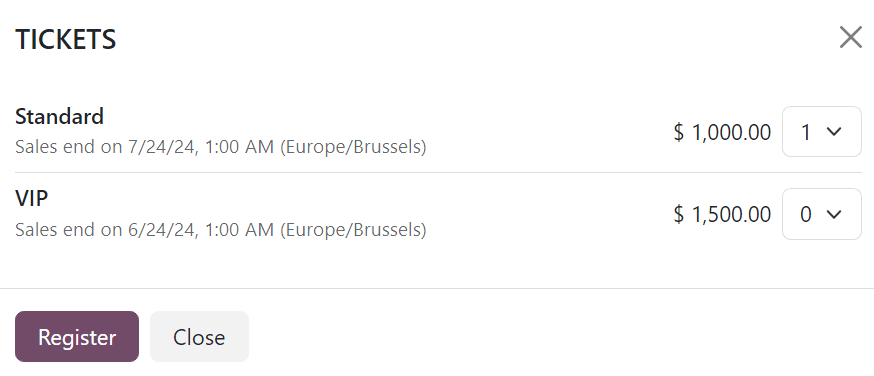 TICKETS
Standard
Sales end on 7/24/24, 1:00 AM (Europe/Brussels)
$ 1,000.00 1
VIP
Sales end on 6/24/24, 1:00 AM (Europe/Brussels)
$ 1,500.00 0
Register Close